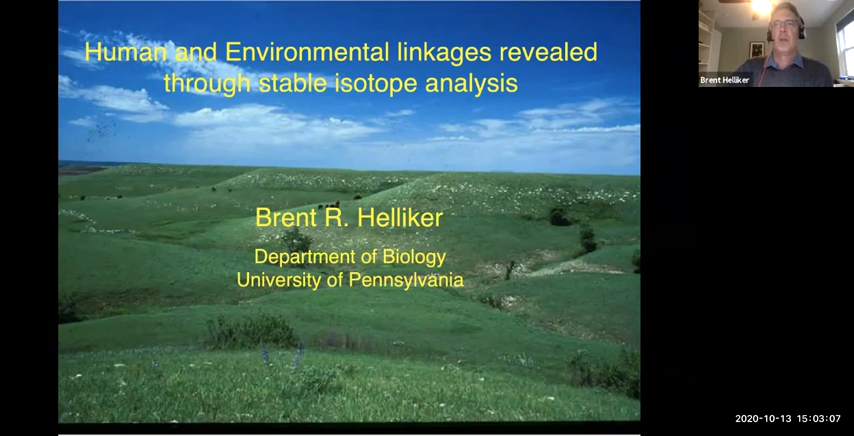 Human and Environmental linkages revealed
through stable isotope analysis
Brent R. Helliker
Department of Biology
University of Pennsylvania
Brent Helliker
2020-10-13 15:03:07